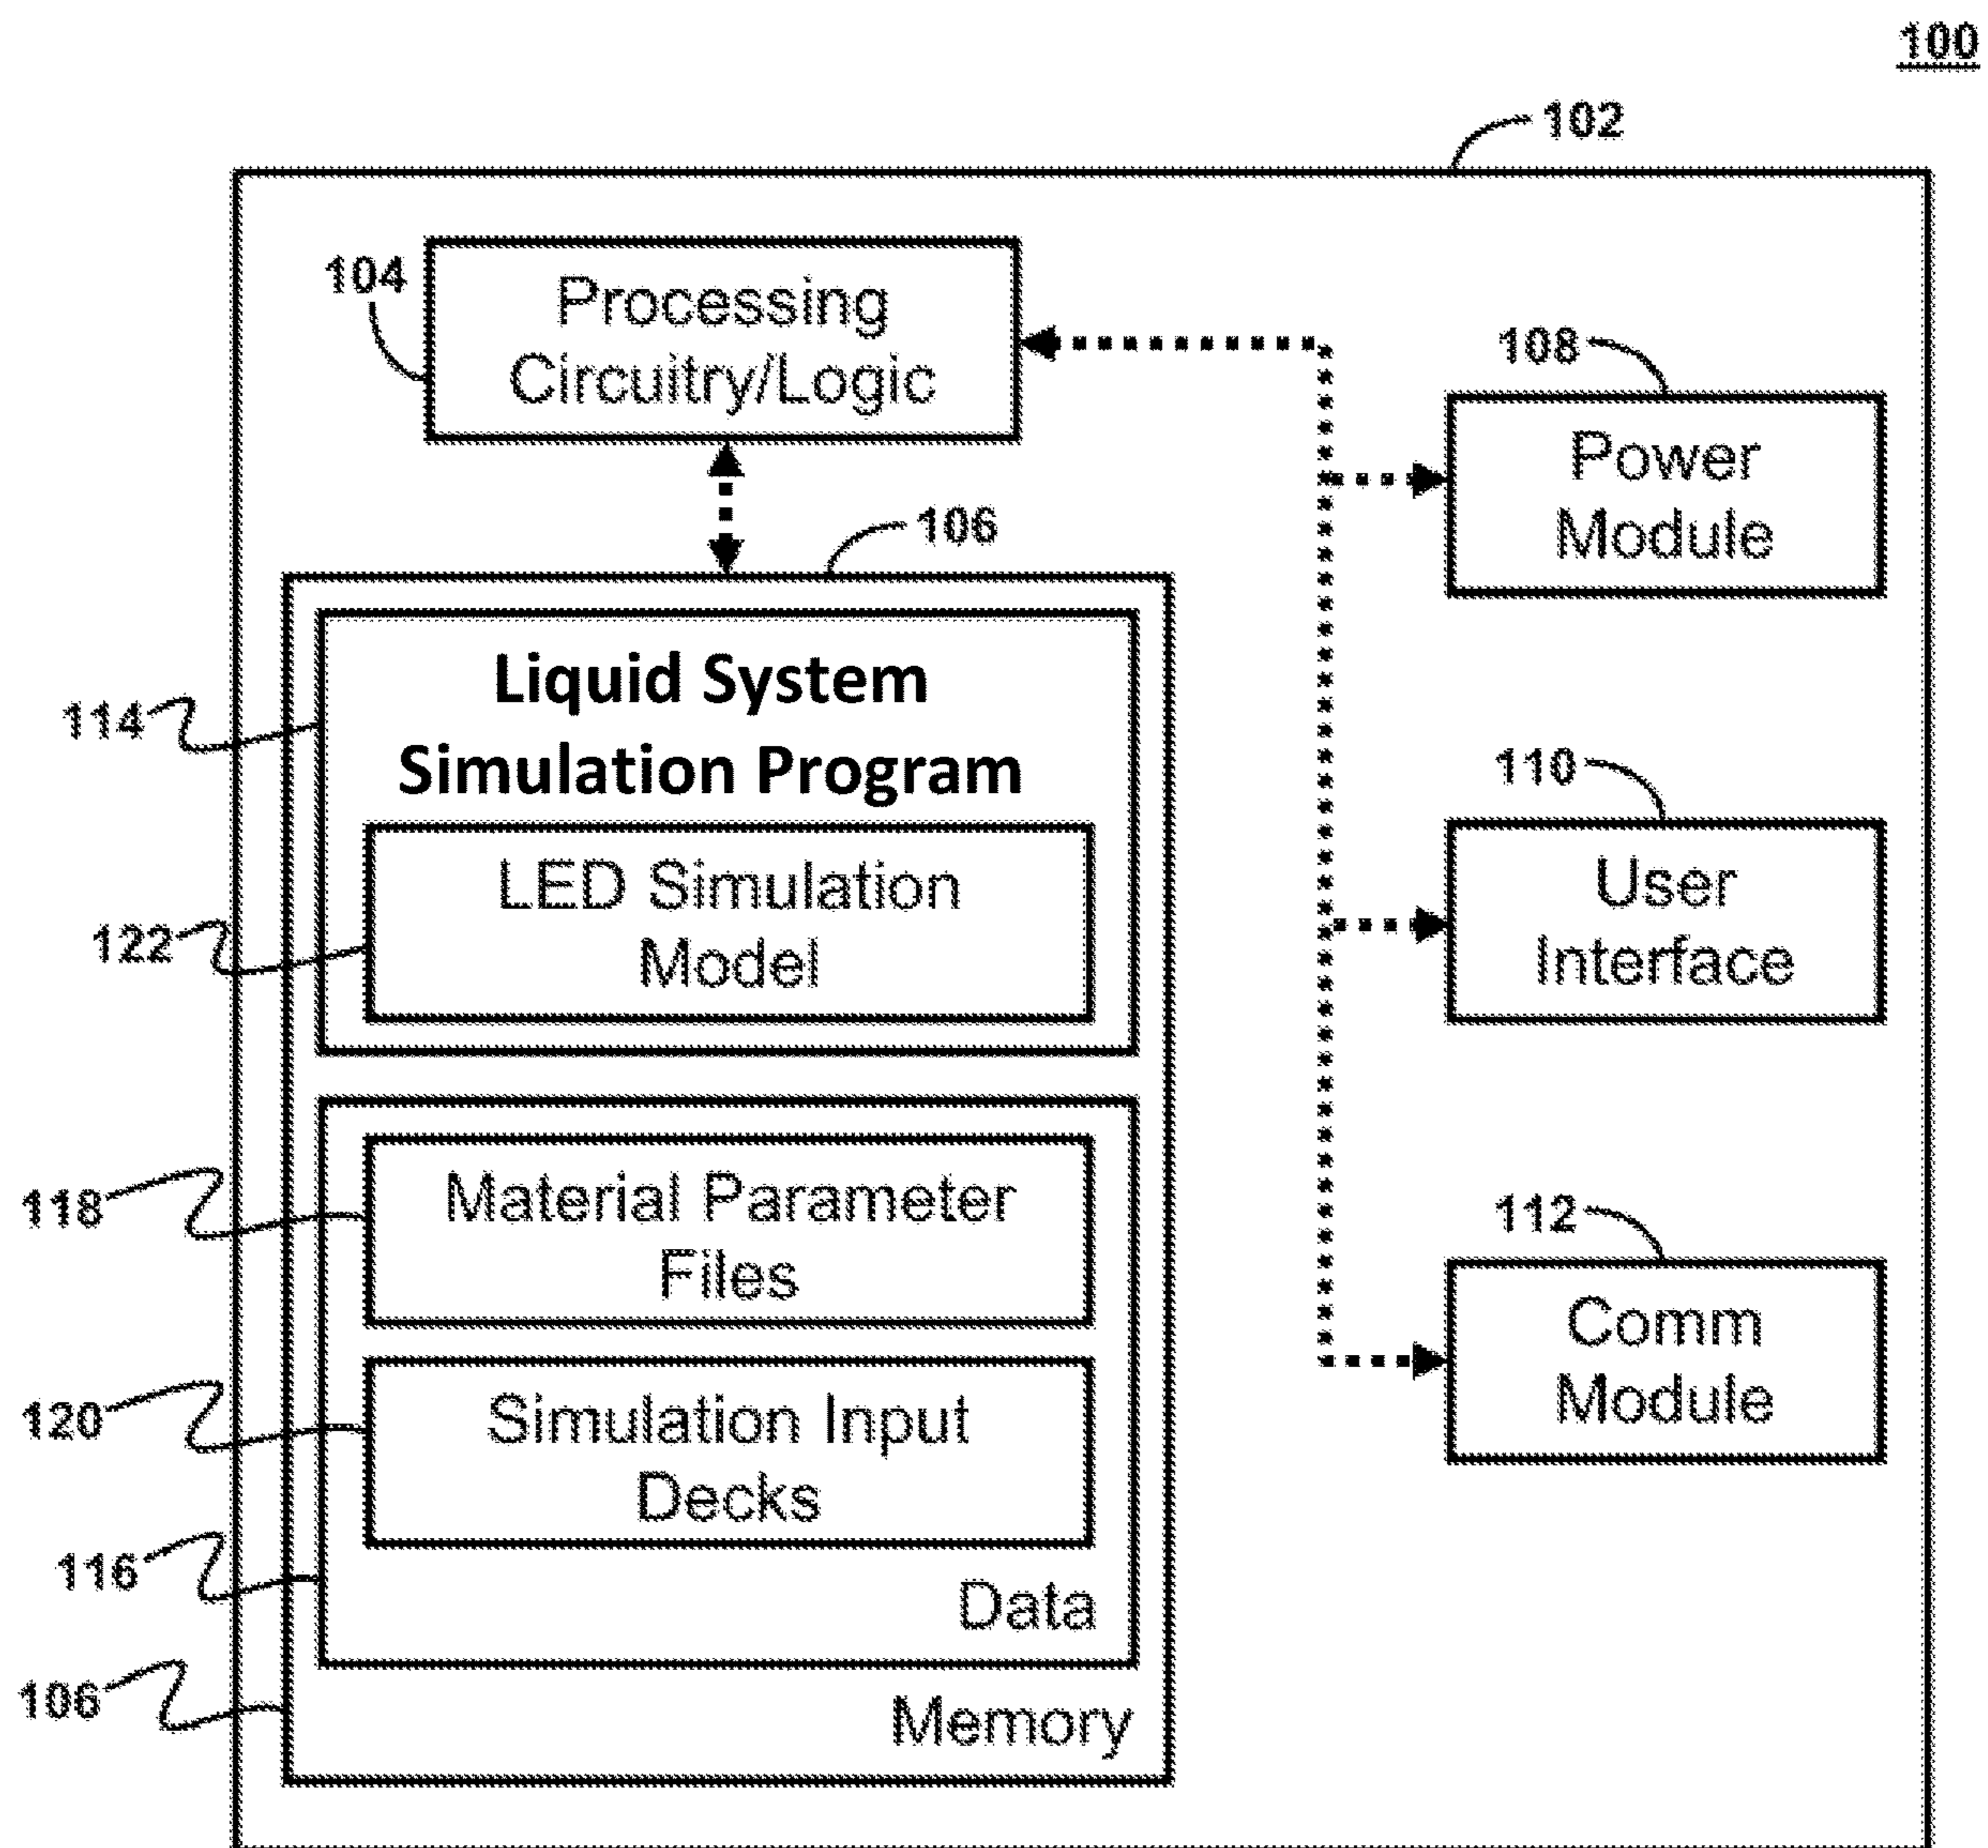 100
102
104
Processing
Circuitry/Logic
108
Power
Module
106
114
Liquid System
Simulation Program
110
User
Interface
122
LED Simulation
Model
118
Material Parameter
Files
112
Comm
Module
120
Simulation Input
Decks
116
Data
106
Memory